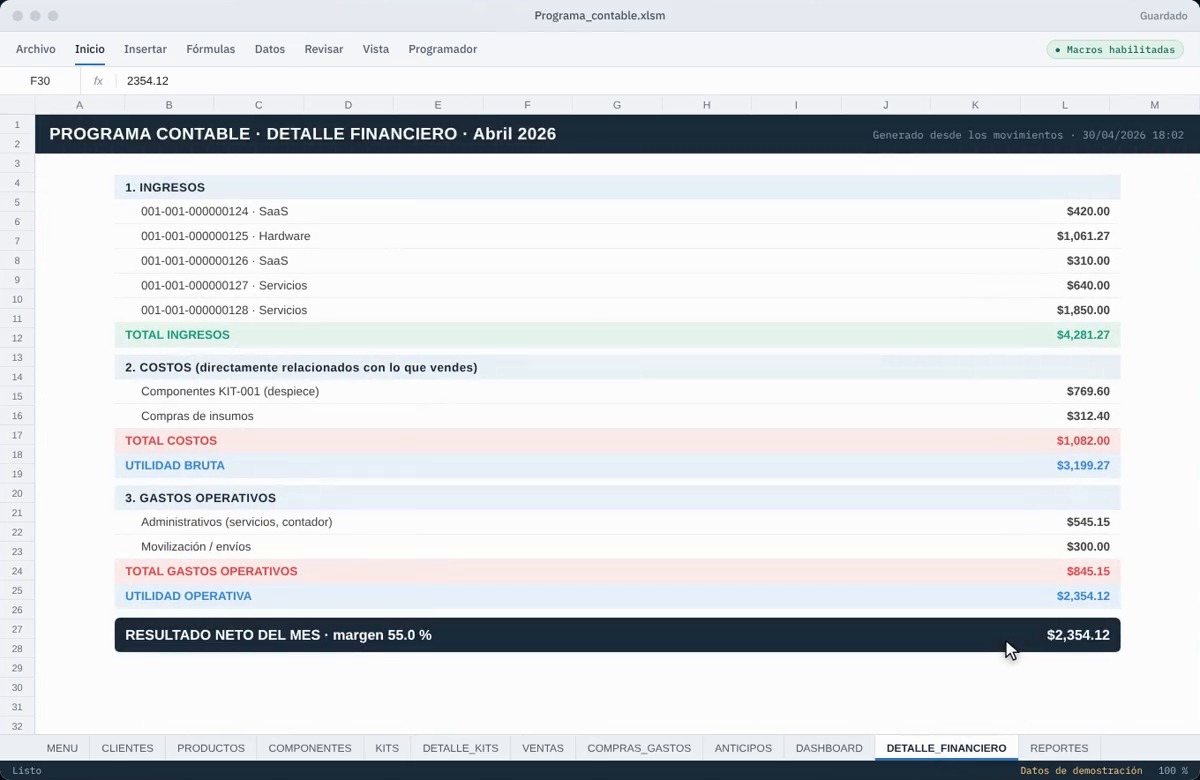 Programa_contable.xlsm
Guardado
Archivo Inicio Insertar Fórmulas Datos Revisar Vista Programador
● Macros habilitadas
F30 fx 2354.12
A B C D E F G H I J K L M
1
2
3
4
5
6
7
8
9
10
11
12
13
14
15
16
17
18
19
20
21
22
23
24
25
26
27
28
29
30
31
32
PROGRAMA CONTABLE · DETALLE FINANCIERO · Abril 2026
Generado desde los movimientos · 30/04/2026 18:02
1. INGRESOS
001-001-000000124 · SaaS $420.00
001-001-000000125 · Hardware $1,061.27
001-001-000000126 · SaaS $310.00
001-001-000000127 · Servicios $640.00
001-001-000000128 · Servicios $1,850.00
TOTAL INGRESOS $4,281.27
2. COSTOS (directamente relacionados con lo que vendes)
Componentes KIT-001 (despiece) $769.60
Compras de insumos $312.40
TOTAL COSTOS $1,082.00
UTILIDAD BRUTA $3,199.27
3. GASTOS OPERATIVOS
Administrativos (servicios, contador) $545.15
Movilización / envíos $300.00
TOTAL GASTOS OPERATIVOS $845.15
UTILIDAD OPERATIVA $2,354.12
RESULTADO NETO DEL MES · margen 55.0 % $2,354.12
MENU CLIENTES PRODUCTOS COMPONENTES KITS DETALLE_KITS VENTAS COMPRAS_GASTOS ANTICIPOS DASHBOARD DETALLE_FINANCIERO REPORTES
Listo
Datos de demostración 100 %